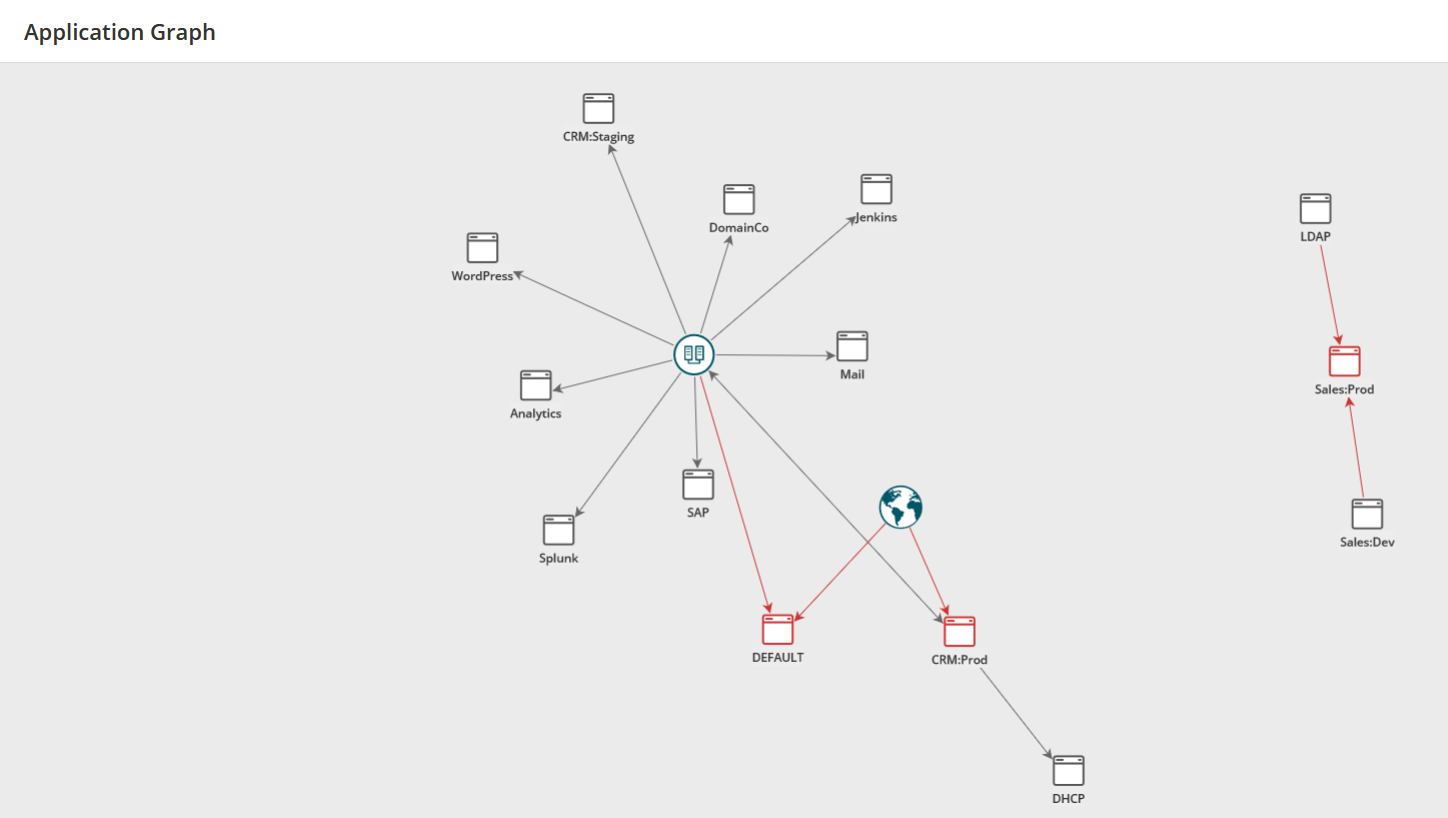 Application Graph
CRM:Staging
DomainCo
Jenkins
LDAP
WordPress
Mail
Sales:Prod
Analytics
SAP
Sales:Dev
Splunk
DEFAULT
CRM:Prod
DHCP